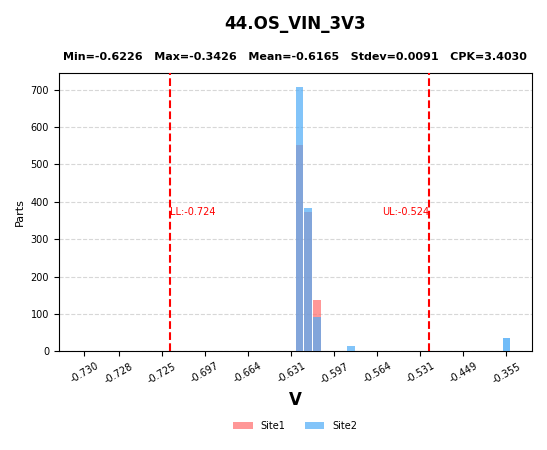 44.OS_VIN_3V3
Min=-0.6226 Max=-0.3426 Mean=-0.6165 Stdev=0.0091 CPK=3.4030
700
600
500
400
300
200
100
0
Parts
LL:-0.724
UL:-0.524
-0.730 -0.728 -0.725 -0.697 -0.664 -0.631 -0.597 -0.564 -0.531 -0.449 -0.355
V
Site1 Site2